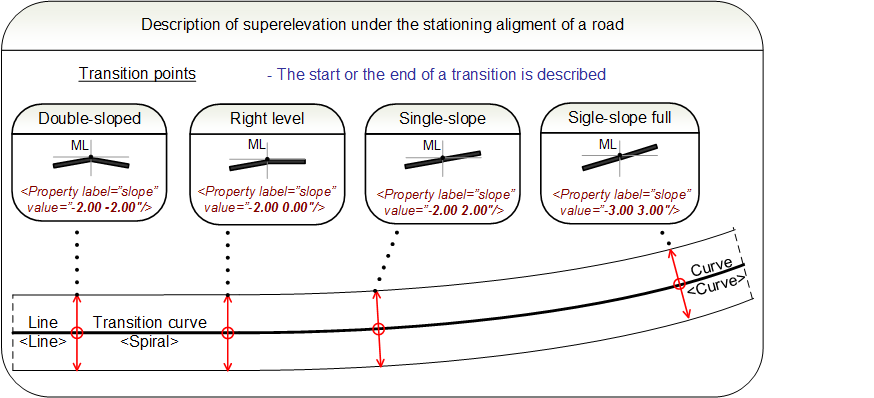 Description of superelevation under the stationing aligment of a road
Transition points - The start or the end of a transition is described
Double-sloped
ML
<Property label="slope"
value="-2.00 -2.00"/>
Right level
ML
<Property label="slope"
value="-2.00 0.00"/>
Single-slope
ML
<Property label="slope"
value="-2.00 2.00"/>
Sigle-slope full
ML
<Property label="slope"
value="-3.00 3.00"/>
Line
<Line>
Transition curve
<Spiral>
Curve
<Curve>